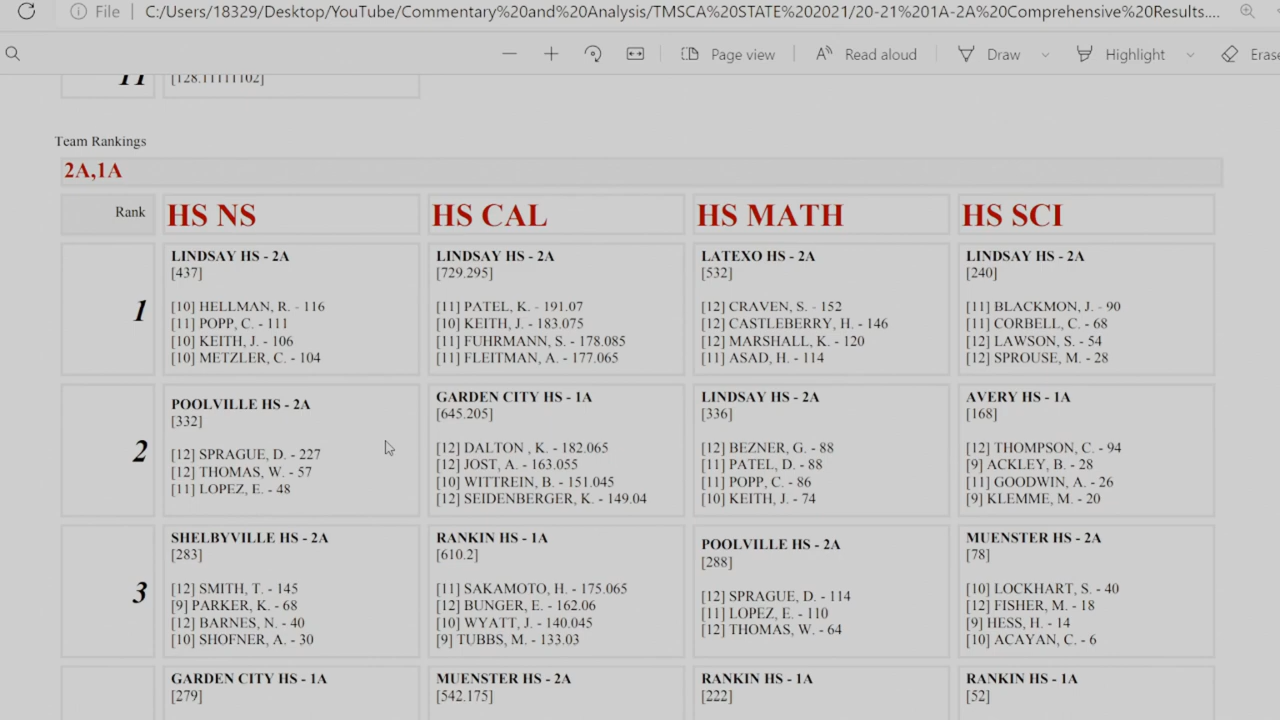 File C:/Users/18329/Desktop/YouTube/Commentary%20and%20Analysis/TMSCA%20STATE%202021/20-21%201A-2A%20Comprehensive%20Results....
Page view Read aloud Draw Highlight Erase
11
[128.11111102]
Team Rankings
2A,1A
Rank HS NS HS CAL HS MATH HS SCI
1
LINDSAY HS - 2A
[437]
[10] HELLMAN, R. - 116
[11] POPP, C. - 111
[10] KEITH, J. - 106
[10] METZLER, C. - 104
LINDSAY HS - 2A
[729.295]
[11] PATEL, K. - 191.07
[10] KEITH, J. - 183.075
[11] FUHRMANN, S. - 178.085
[11] FLEITMAN, A. - 177.065
LATEXO HS - 2A
[532]
[12] CRAVEN, S. - 152
[12] CASTLEBERRY, H. - 146
[12] MARSHALL, K. - 120
[11] ASAD, H. - 114
LINDSAY HS - 2A
[240]
[11] BLACKMON, J. - 90
[11] CORBELL, C. - 68
[12] LAWSON, S. - 54
[12] SPROUSE, M. - 28
2
POOLVILLE HS - 2A
[332]
[12] SPRAGUE, D. - 227
[12] THOMAS, W. - 57
[11] LOPEZ, E. - 48
GARDEN CITY HS - 1A
[645.205]
[12] DALTON , K. - 182.065
[12] JOST, A. - 163.055
[10] WITTREIN, B. - 151.045
[12] SEIDENBERGER, K. - 149.04
LINDSAY HS - 2A
[336]
[12] BEZNER, G. - 88
[11] PATEL, D. - 88
[11] POPP, C. - 86
[10] KEITH, J. - 74
AVERY HS - 1A
[168]
[12] THOMPSON, C. - 94
[9] ACKLEY, B. - 28
[11] GOODWIN, A. - 26
[9] KLEMME, M. - 20
3
SHELBYVILLE HS - 2A
[283]
[12] SMITH, T. - 145
[9] PARKER, K. - 68
[12] BARNES, N. - 40
[10] SHOFNER, A. - 30
RANKIN HS - 1A
[610.2]
[11] SAKAMOTO, H. - 175.065
[12] BUNGER, E. - 162.06
[10] WYATT, J. - 140.045
[9] TUBBS, M. - 133.03
POOLVILLE HS - 2A
[288]
[12] SPRAGUE, D. - 114
[11] LOPEZ, E. - 110
[12] THOMAS, W. - 64
MUENSTER HS - 2A
[78]
[10] LOCKHART, S. - 40
[12] FISHER, M. - 18
[9] HESS, H. - 14
[10] ACAYAN, C. - 6
GARDEN CITY HS - 1A
[279]
MUENSTER HS - 2A
[542.175]
RANKIN HS - 1A
[222]
RANKIN HS - 1A
[52]